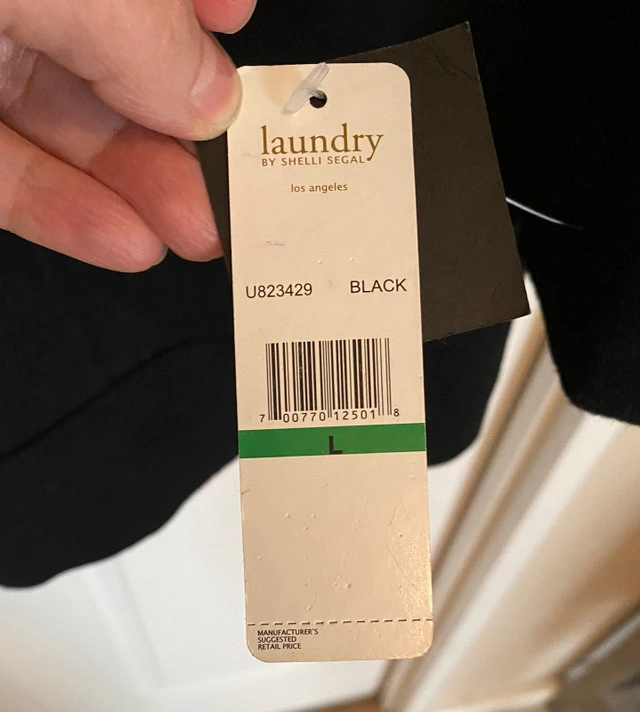 laundry
BY SHELLI SEGAL
los angeles
U823429 BLACK
7 00770 12501 8
L
MANUFACTURER'S
SUGGESTED
RETAIL PRICE